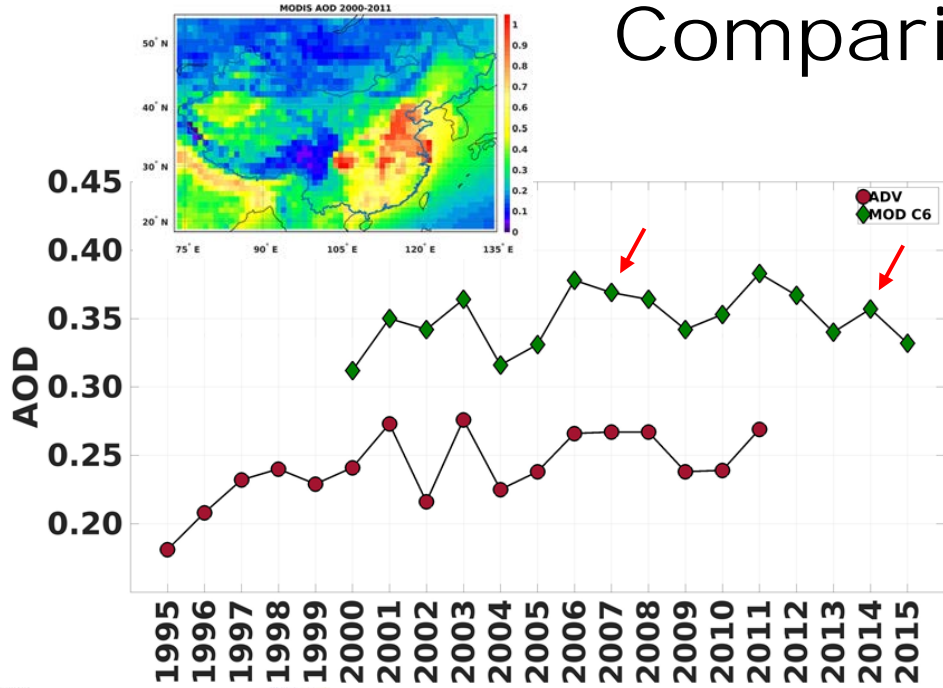 MODIS AOD 2000-2011
Compari
50° N
40° N
30° N
20° N
75° E 90° E 105° E 120° E 135° E
1
0.9
0.8
0.7
0.6
0.5
0.4
0.3
0.2
0.1
0
ADV
MOD C6
AOD
0.45
0.40
0.35
0.30
0.25
0.20
1995 1996 1997 1998 1999 2000 2001 2002 2003 2004 2005 2006 2007 2008 2009 2010 2011 2012 2013 2014 2015